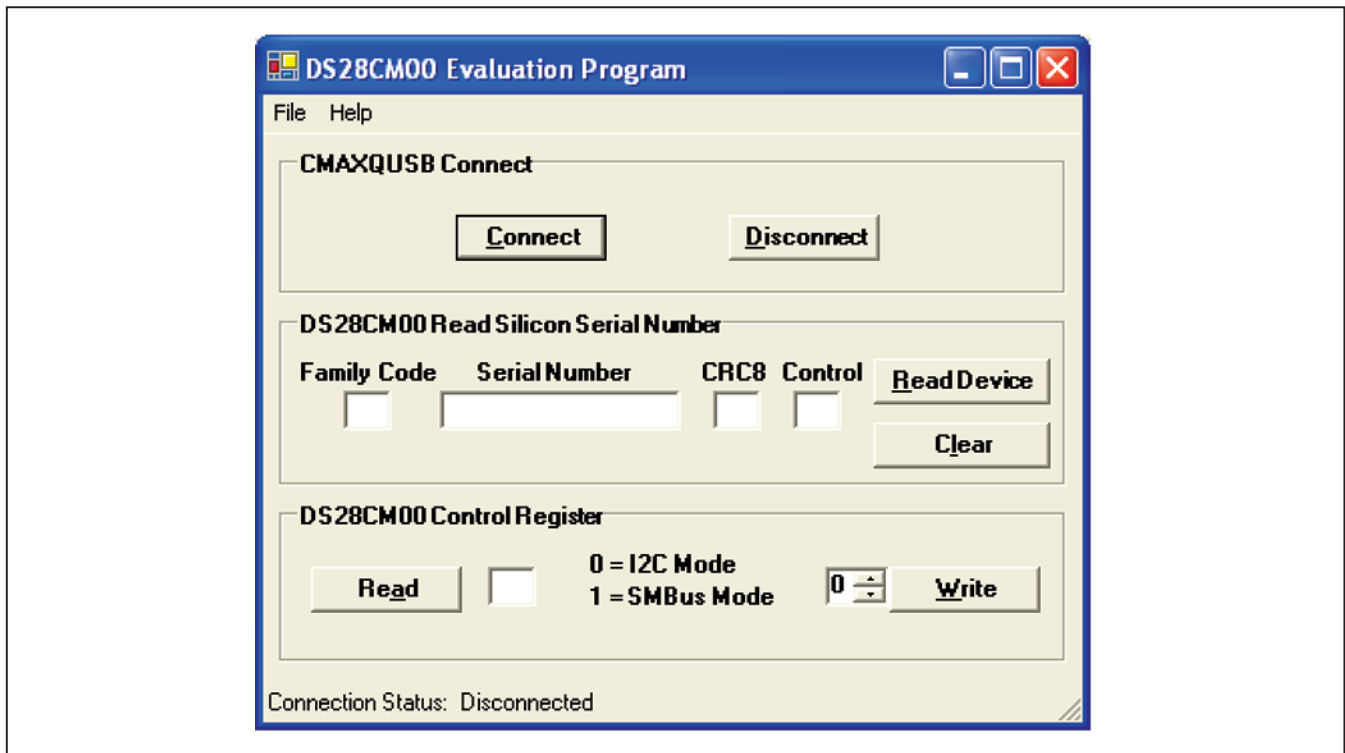 DS28CM00 Evaluation Program
File Help
CMAXQUSB Connect
Connect Disconnect
DS28CM00 Read Silicon Serial Number
Family Code Serial Number CRC8 Control Read Device
Clear
DS28CM00 Control Register
Read 0 = I2C Mode 0 Write
1 = SMBus Mode
Connection Status: Disconnected